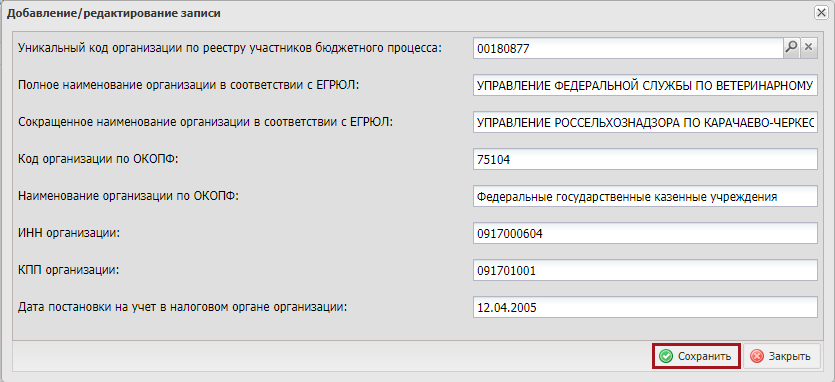 Добавление/редактирование записи
Уникальный код организации по реестру участников бюджетного процесса: 00180877
Полное наименование организации в соответствии с ЕГРЮЛ: УПРАВЛЕНИЕ ФЕДЕРАЛЬНОЙ СЛУЖБЫ ПО ВЕТЕРИНАРНОМУ
Сокращенное наименование организации в соответствии с ЕГРЮЛ: УПРАВЛЕНИЕ РОССЕЛЬХОЗНАДЗОРА ПО КАРАЧАЕВО-ЧЕРКЕС
Код организации по ОКОПФ: 75104
Наименование организации по ОКОПФ: Федеральные государственные казенные учреждения
ИНН организации: 0917000604
КПП организации: 091701001
Дата постановки на учет в налоговом органе организации: 12.04.2005
Сохранить Закрыть